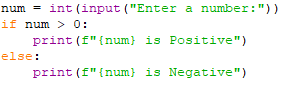 num = int(input("Enter a number:"))
if num > 0:
    print(f"{num} is Positive")
else:
    print(f"{num} is Negative")